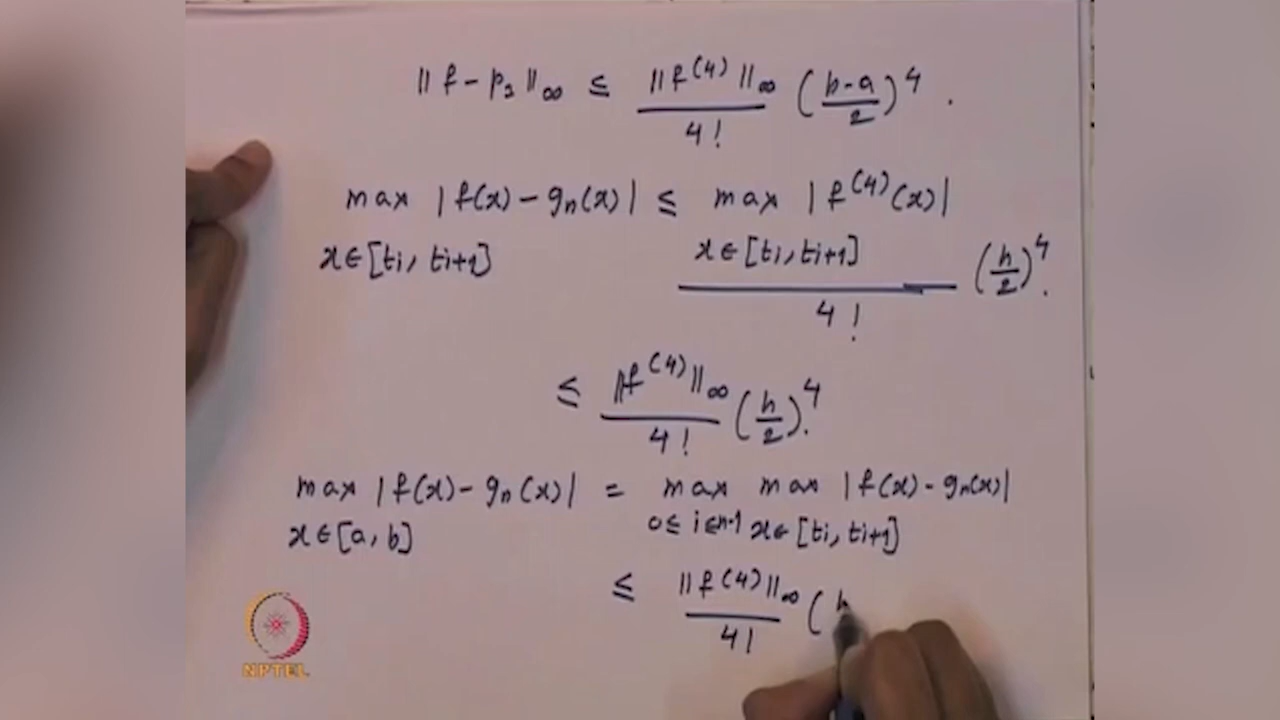 ‖ f - p₃ ‖∞ ≤ ‖ f⁽⁴⁾ ‖∞ / 4! ( (b-a)/2 )⁴ .
max | f(x) - gₙ(x) | ≤ max | f⁽⁴⁾(x) |
x ∈ [tᵢ, tᵢ₊₁] x ∈ [tᵢ, tᵢ₊₁] / 4! (h/2)⁴ .
≤ ‖ f⁽⁴⁾ ‖∞ / 4! (h/2)⁴ .
max | f(x) - gₙ(x) | = max max | f(x) - gₙ(x) |
x ∈ [a, b] 0 ≤ i ≤ n-1 x ∈ [tᵢ, tᵢ₊₁]
≤ ‖ f⁽⁴⁾ ‖∞ / 4! ( h
NPTEL